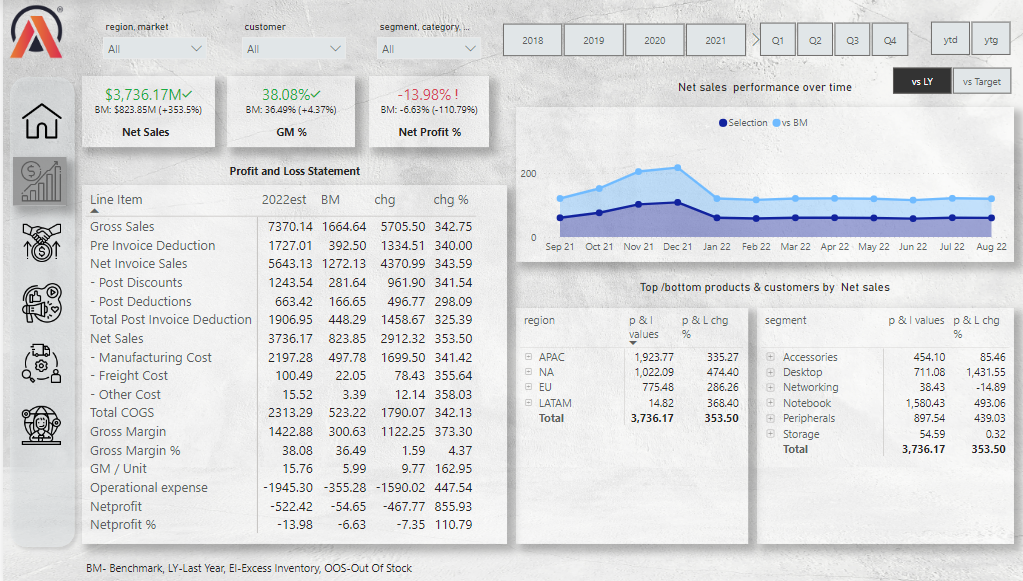 region, market
customer
segment, category, ...
All
All
All
2018
2019
2020
2021
Q1
Q2
Q3
Q4
ytd
ytg
vs LY
vs Target
$3,736.17M✓
BM: $823.85M (+353.5%)
Net Sales
38.08%✓
BM: 36.49% (+4.37%)
GM %
-13.98% !
BM: -6.63% (-110.79%)
Net Profit %
Net sales performance over time
Selection vs BM
200
0
Sep 21 Oct 21 Nov 21 Dec 21 Jan 22 Feb 22 Mar 22 Apr 22 May 22 Jun 22 Jul 22 Aug 22
Profit and Loss Statement
Line Item 2022est BM chg chg %
Gross Sales 7370.14 1664.64 5705.50 342.75
Pre Invoice Deduction 1727.01 392.50 1334.51 340.00
Net Invoice Sales 5643.13 1272.13 4370.99 343.59
- Post Discounts 1243.54 281.64 961.90 341.54
- Post Deductions 663.42 166.65 496.77 298.09
Total Post Invoice Deduction 1906.95 448.29 1458.67 325.39
Net Sales 3736.17 823.85 2912.32 353.50
- Manufacturing Cost 2197.28 497.78 1699.50 341.42
- Freight Cost 100.49 22.05 78.43 355.64
- Other Cost 15.52 3.39 12.14 358.03
Total COGS 2313.29 523.22 1790.07 342.13
Gross Margin 1422.88 300.63 1122.25 373.30
Gross Margin % 38.08 36.49 1.59 4.37
GM / Unit 15.76 5.99 9.77 162.95
Operational expense -1945.30 -355.28 -1590.02 447.54
Netprofit -522.42 -54.65 -467.77 855.93
Netprofit % -13.98 -6.63 -7.35 110.79
Top /bottom products & customers by Net sales
region p & l values p & L chg %
APAC 1,923.77 335.27
NA 1,022.09 474.40
EU 775.48 286.26
LATAM 14.82 368.40
Total 3,736.17 353.50
segment p & l values p & L chg %
Accessories 454.10 85.46
Desktop 711.08 1,431.55
Networking 38.43 -14.89
Notebook 1,580.43 493.06
Peripherals 897.54 439.03
Storage 54.59 0.32
Total 3,736.17 353.50
BM- Benchmark, LY-Last Year, EI-Excess Inventory, OOS-Out Of Stock